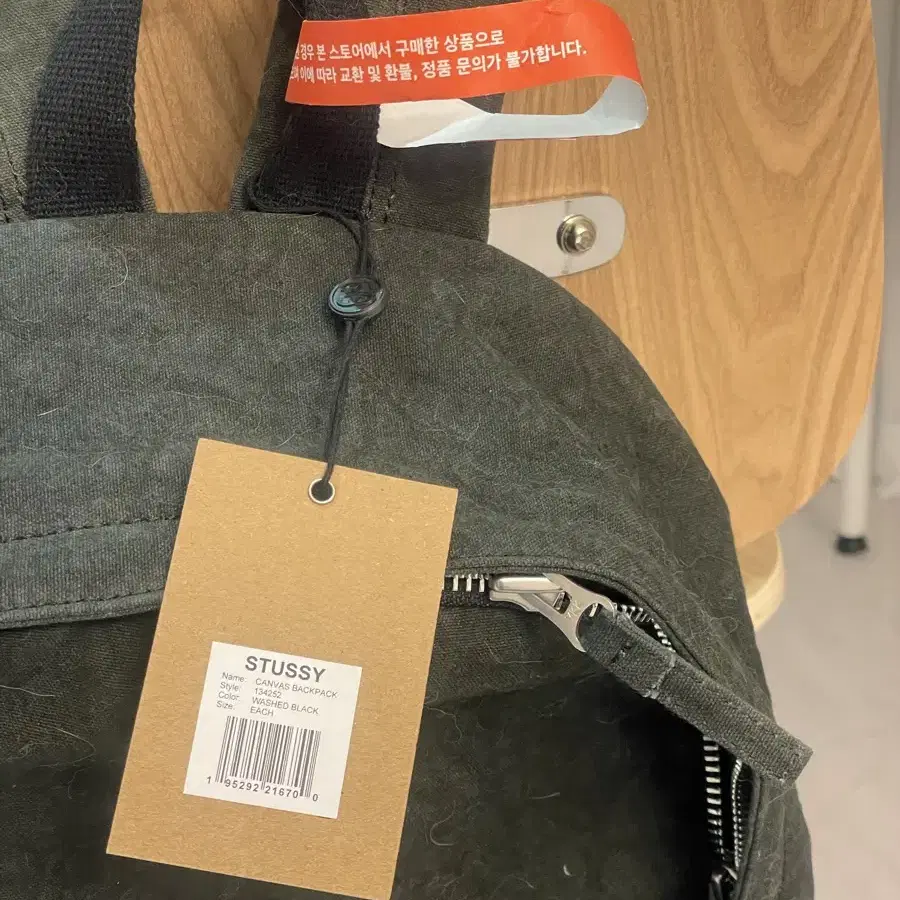 경우 본 스토어에서 구매한 상품으로
이에 따라 교환 및 환불, 정품 문의가 불가합니다.
STUSSY
Name: CANVAS BACKPACK
Style: 134252
Color: WASHED BLACK
Size: EACH
1 95292 21670 0